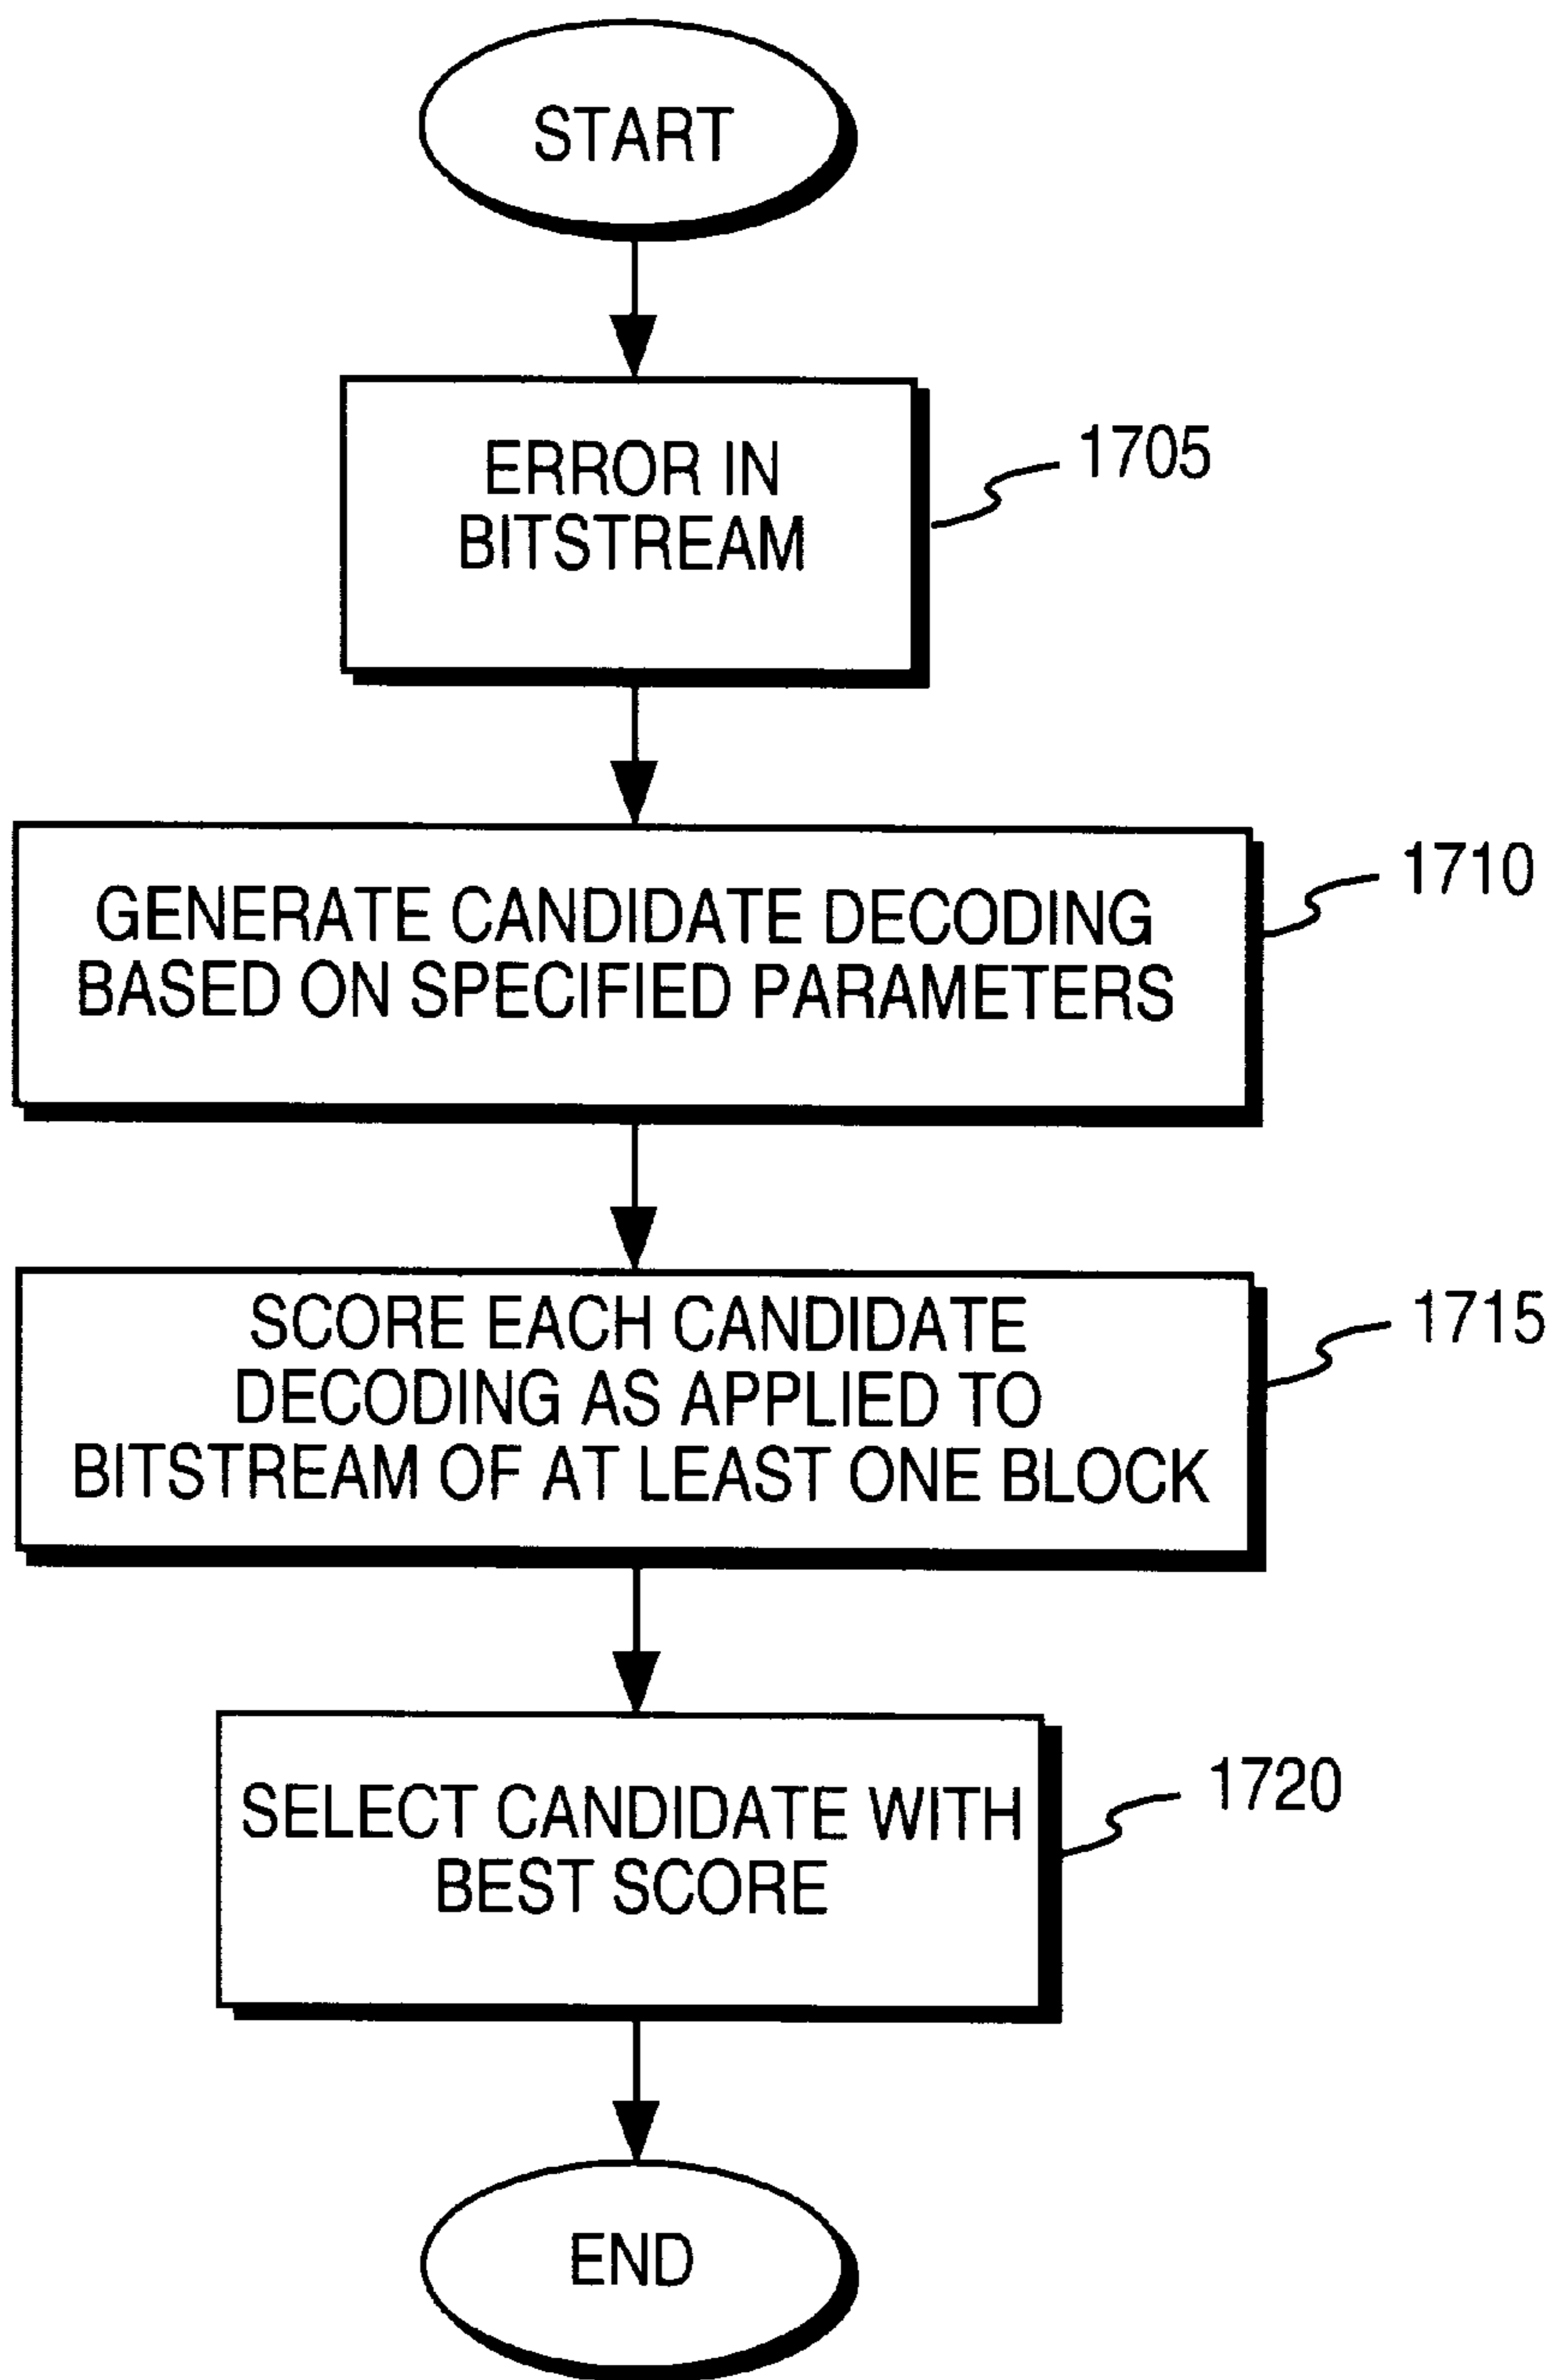 START
ERROR IN
BITSTREAM
1705
GENERATE CANDIDATE DECODING
BASED ON SPECIFIED PARAMETERS
1710
SCORE EACH CANDIDATE
DECODING AS APPLIED TO
BITSTREAM OF AT LEAST ONE BLOCK
1715
SELECT CANDIDATE WITH
BEST SCORE
1720
END